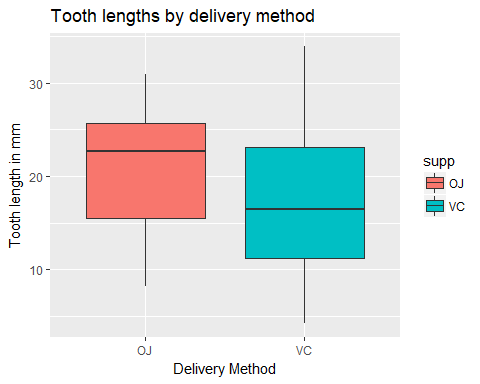 Tooth lengths by delivery method
Tooth length in mm
30
20
10
OJ
VC
Delivery Method
supp
OJ
VC